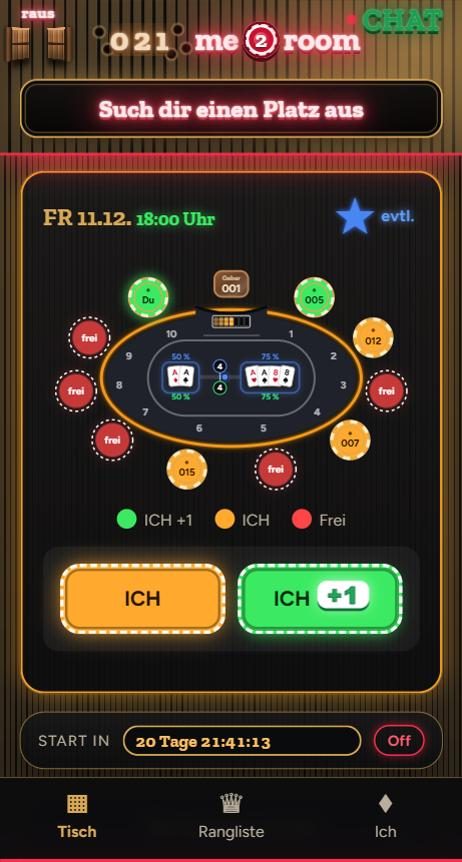 raus
021 me 2 room
CHAT
Such dir einen Platz aus
FR 11.12. 18:00 Uhr
evtl.
Geber
001
Du
005
frei
012
10
1
9
2
50 %
75 %
4
A A
A A 8 8
4
50 %
75 %
frei
8
3
frei
7
4
frei
6
5
007
015
frei
ICH +1
ICH
Frei
ICH
ICH +1
START IN
20 Tage 21:41:13
Off
Tisch
Rangliste
Ich